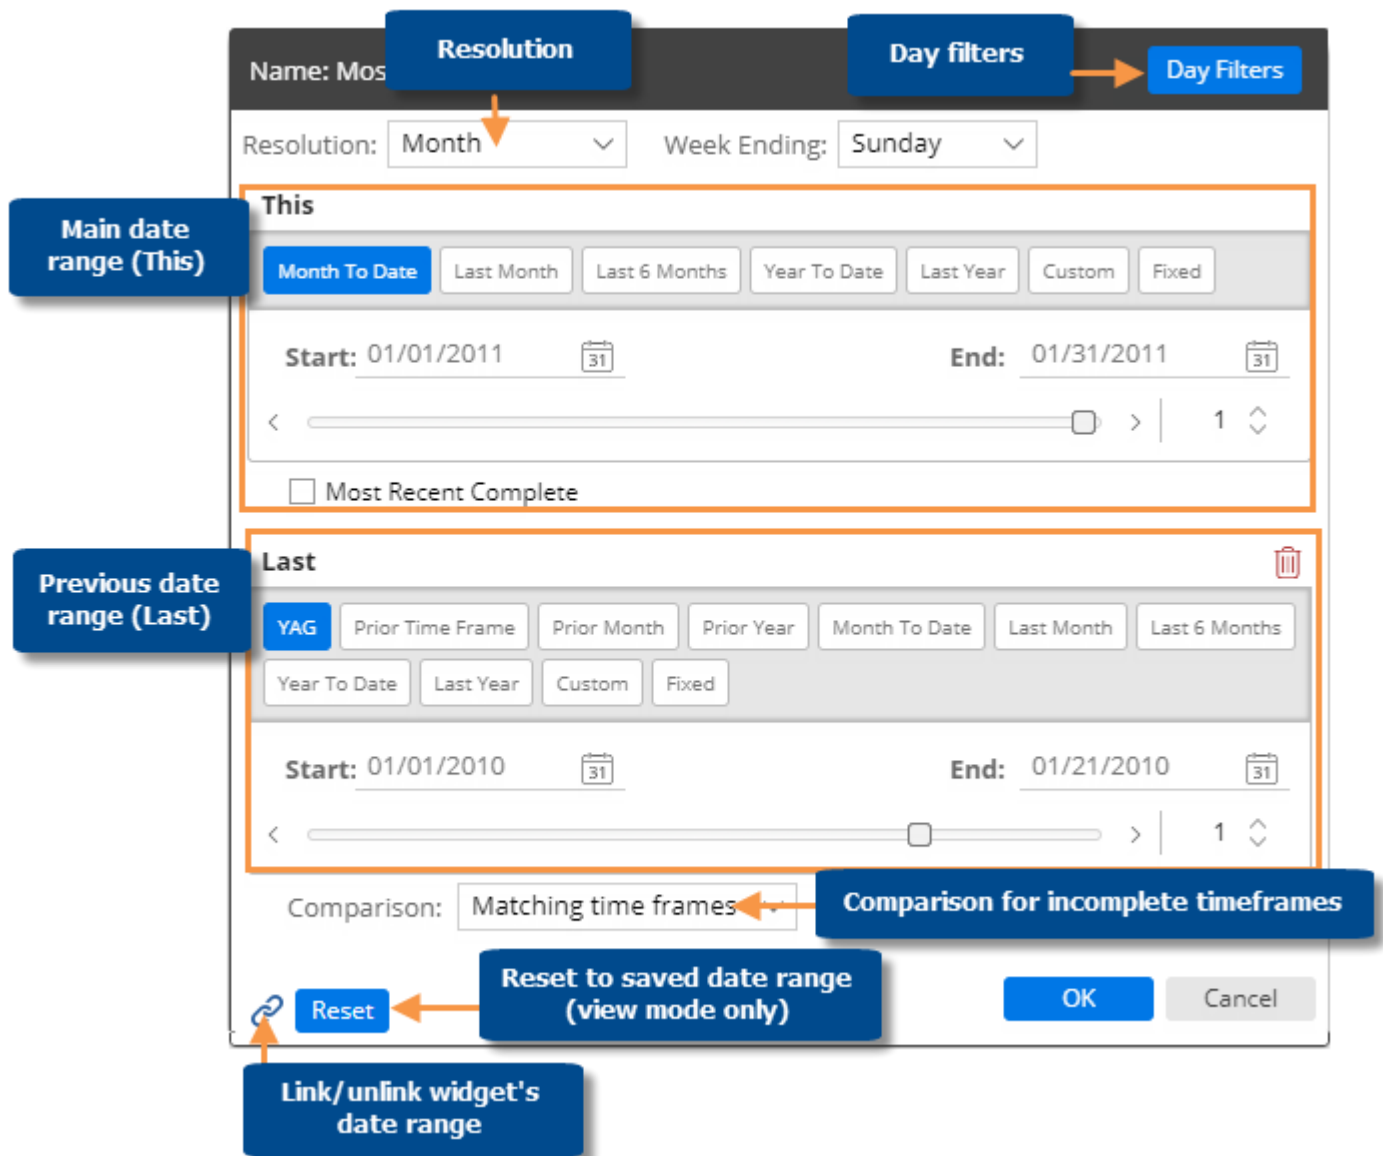 Resolution
Day filters
Name: Mos
Day Filters
Resolution: Month Week Ending: Sunday
This
Main date
range (This)
Month To Date Last Month Last 6 Months Year To Date Last Year Custom Fixed
Start: 01/01/2011 31 End: 01/31/2011 31
1
Most Recent Complete
Last
Previous date
range (Last)
YAG Prior Time Frame Prior Month Prior Year Month To Date Last Month Last 6 Months
Year To Date Last Year Custom Fixed
Start: 01/01/2010 31 End: 01/21/2010 31
1
Comparison: Matching time frames
Comparison for incomplete timeframes
Reset to saved date range
(view mode only)
Reset
OK Cancel
Link/unlink widget's
date range